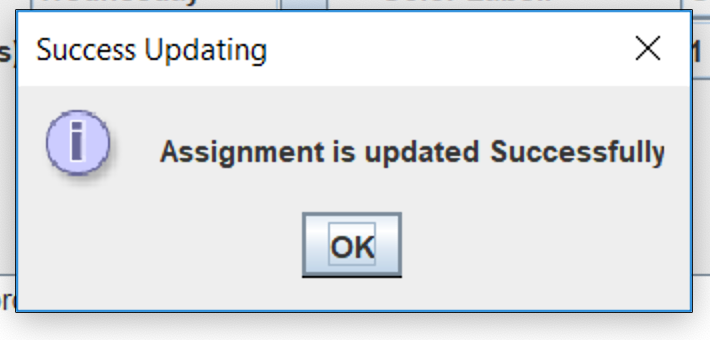 Success Updating
Assignment is updated Successfully
OK